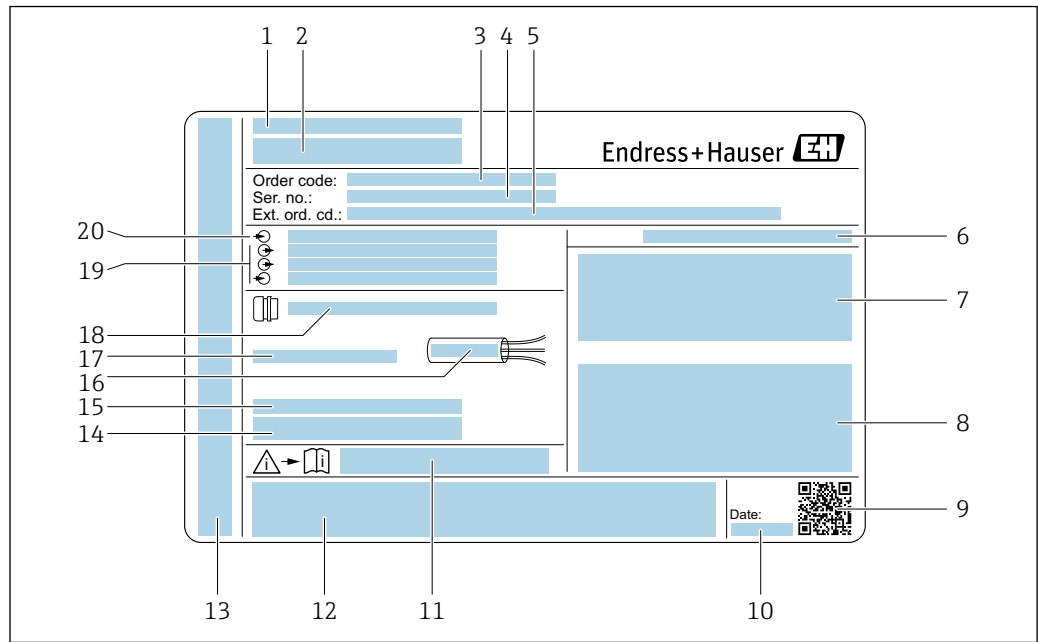 1 2 3 4 5
Endress+Hauser EH
Order code:
Ser. no.:
Ext. ord. cd.:
20
6
19
7
18
17
16
15
14
8
i i
Date:
9
13 12 11 10